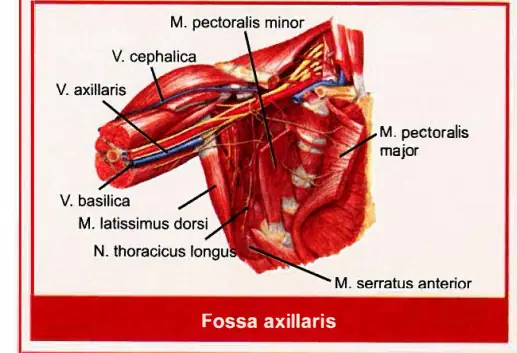 M. pectoralis minor
V. cephalica
V. axillaris
M. pectoralis
major
V. basilica
M. latissimus dorsi
N. thoracicus longus
M. serratus anterior
Fossa axillaris